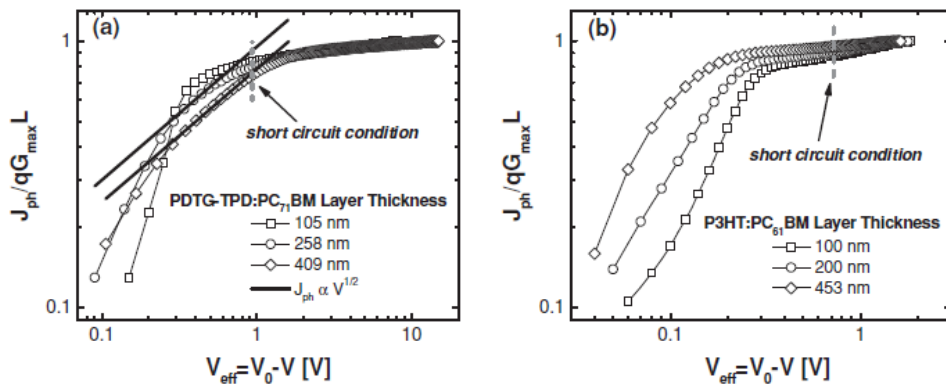 (a)
1
0.1
J_ph/qG_max L
short circuit condition
PDTG-TPD:PC_71BM Layer Thickness
105 nm
258 nm
409 nm
J_ph α V^1/2
0.1
1
10
V_eff=V_0-V [V]
(b)
1
0.1
J_ph/qG_max L
short circuit condition
P3HT:PC_61BM Layer Thickness
100 nm
200 nm
453 nm
0.1
1
V_eff=V_0-V [V]